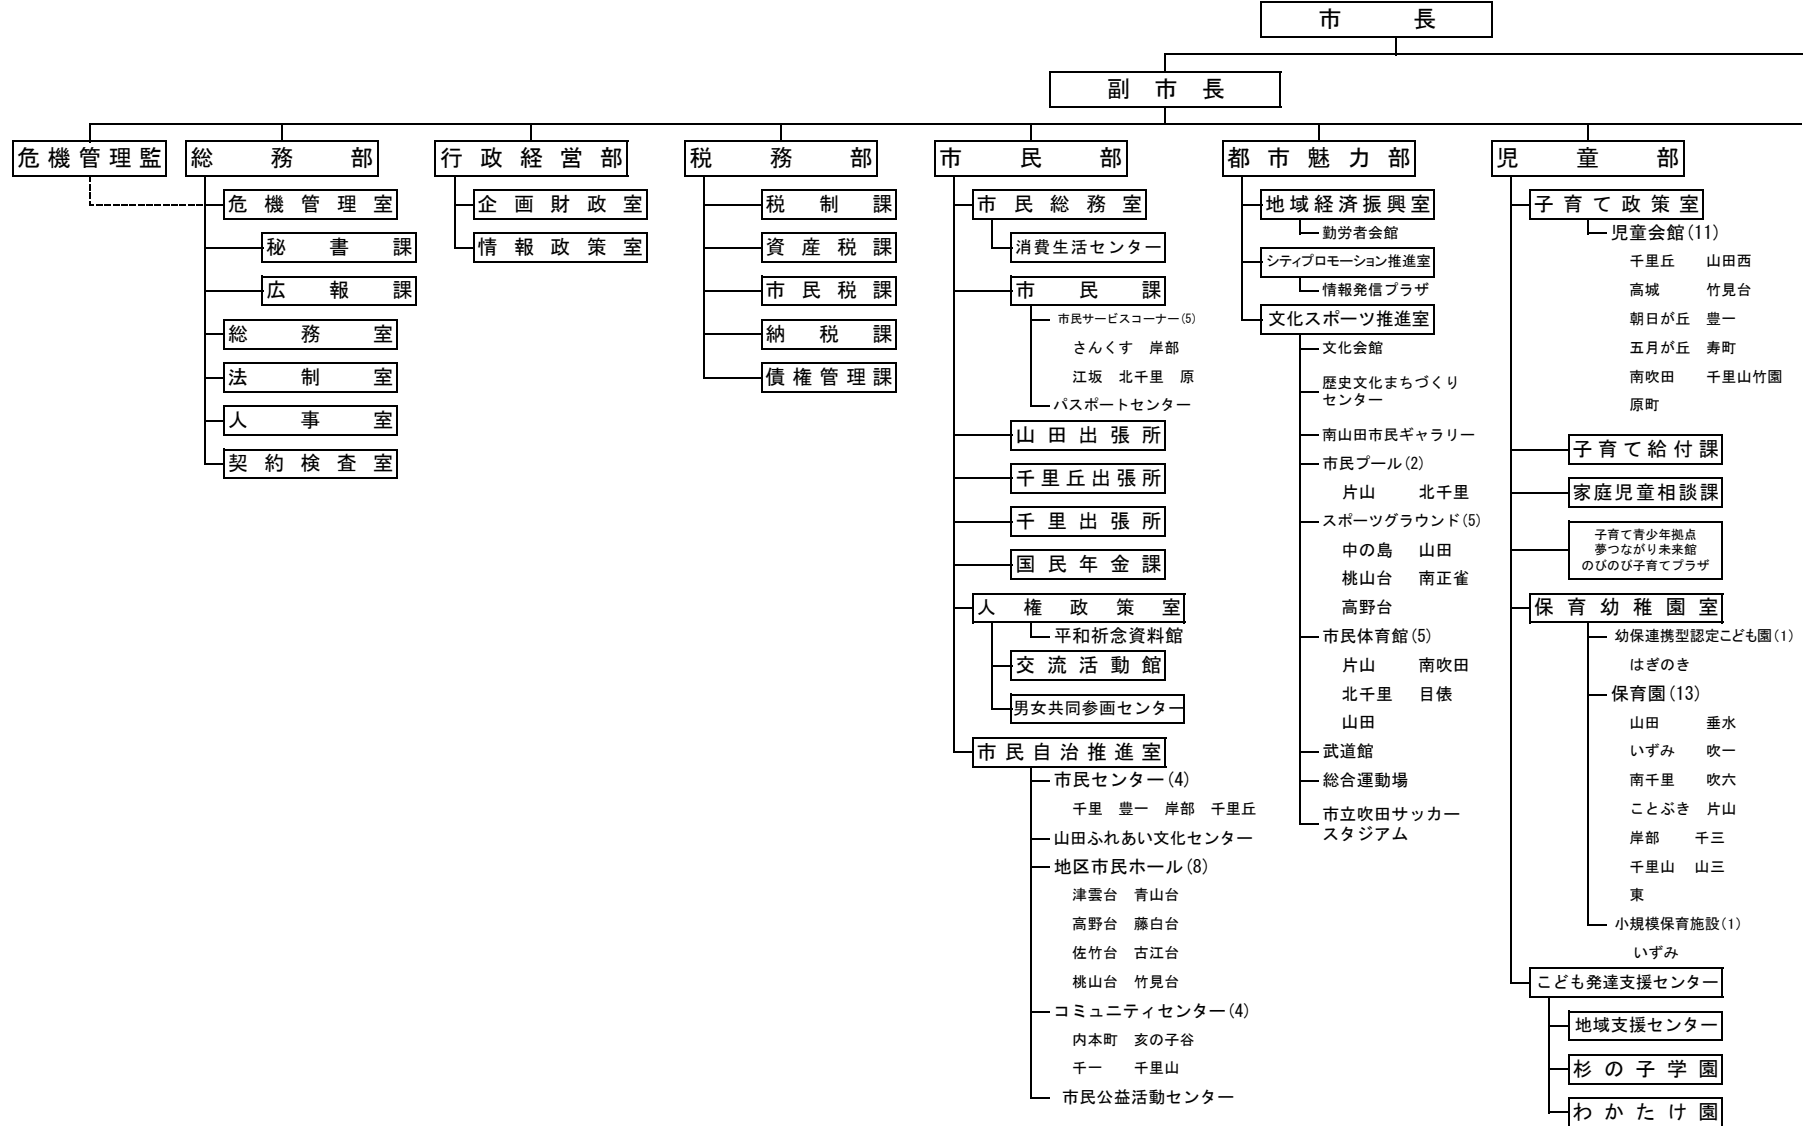 市長
副市長
危機管理監
総務部
危機管理室
秘書課
広報課
総務室
法制室
人事室
契約検査室
行政経営部
企画財政室
情報政策室
税務部
税制課
資産税課
市民税課
納税課
債権管理課
市民部
市民総務室
消費生活センター
市民課
市民サービスコーナー(5)
さんくす 岸部
江坂 北千里 原
パスポートセンター
山田出張所
千里丘出張所
千里出張所
国民年金課
人権政策室
平和祈念資料館
交流活動館
男女共同参画センター
市民自治推進室
市民センター(4)
千里 豊一 岸部 千里丘
山田ふれあい文化センター
地区市民ホール(8)
津雲台 青山台
高野台 藤白台
佐竹台 古江台
桃山台 竹見台
コミュニティセンター(4)
内本町 亥の子谷
千一 千里山
市民公益活動センター
都市魅力部
地域経済振興室
勤労者会館
シティプロモーション推進室
情報発信プラザ
文化スポーツ推進室
文化会館
歴史文化まちづくり
センター
南山田市民ギャラリー
市民プール(2)
片山 北千里
スポーツグラウンド(5)
中の島 山田
桃山台 南正雀
高野台
市民体育館(5)
片山 南吹田
北千里 目俵
山田
武道館
総合運動場
市立吹田サッカー
スタジアム
児童部
子育て政策室
児童会館(11)
千里丘 山田西
高城 竹見台
朝日が丘 豊一
五月が丘 寿町
南吹田 千里山竹園
原町
子育て給付課
家庭児童相談課
子育て青少年拠点
夢つながり未来館
のびのび子育てプラザ
保育幼稚園室
幼保連携型認定こども園(1)
はぎのき
保育園(13)
山田 垂水
いずみ 吹一
南千里 吹六
ことぶき 片山
岸部 千三
千里山 山三
東
小規模保育施設(1)
いずみ
こども発達支援センター
地域支援センター
杉の子学園
わかたけ園